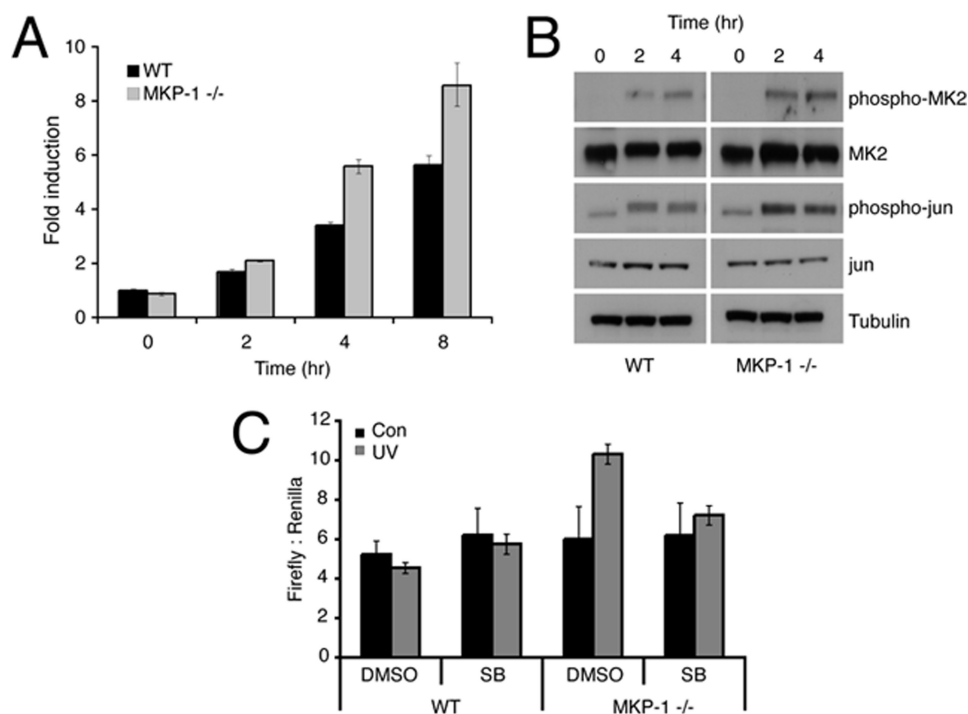 A
10
8
6
4
2
0
Fold induction
WT
MKP-1 -/-
0 2 4 8
Time (hr)
B
Time (hr)
0 2 4 0 2 4
phospho-MK2
MK2
phospho-jun
jun
Tubulin
WT MKP-1 -/-
C
12
10
8
6
4
2
0
Firefly : Renilla
Con
UV
DMSO SB DMSO SB
WT MKP-1 -/-